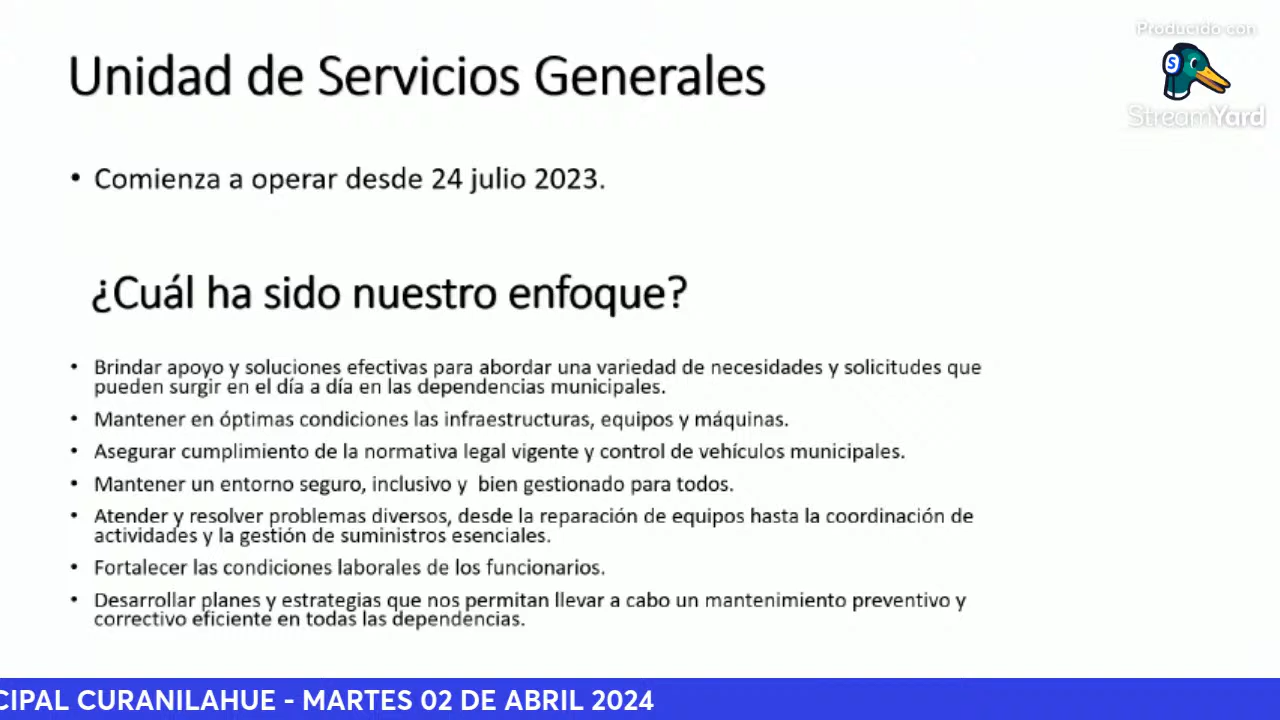 Producido con
S
StreamYard
Unidad de Servicios Generales
• Comienza a operar desde 24 julio 2023.
¿Cuál ha sido nuestro enfoque?
• Brindar apoyo y soluciones efectivas para abordar una variedad de necesidades y solicitudes que
pueden surgir en el día a día en las dependencias municipales.
• Mantener en óptimas condiciones las infraestructuras, equipos y máquinas.
• Asegurar cumplimiento de la normativa legal vigente y control de vehículos municipales.
• Mantener un entorno seguro, inclusivo y  bien gestionado para todos.
• Atender y resolver problemas diversos, desde la reparación de equipos hasta la coordinación de
actividades y la gestión de suministros esenciales.
• Fortalecer las condiciones laborales de los funcionarios.
• Desarrollar planes y estrategias que nos permitan llevar a cabo un mantenimiento preventivo y
correctivo eficiente en todas las dependencias.
CIPAL CURANILAHUE - MARTES 02 DE ABRIL 2024